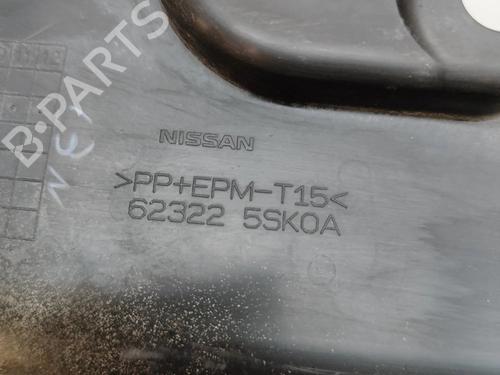 NISSAN
>PP+EPM-T15<
62322 5SK0A
B-PARTS